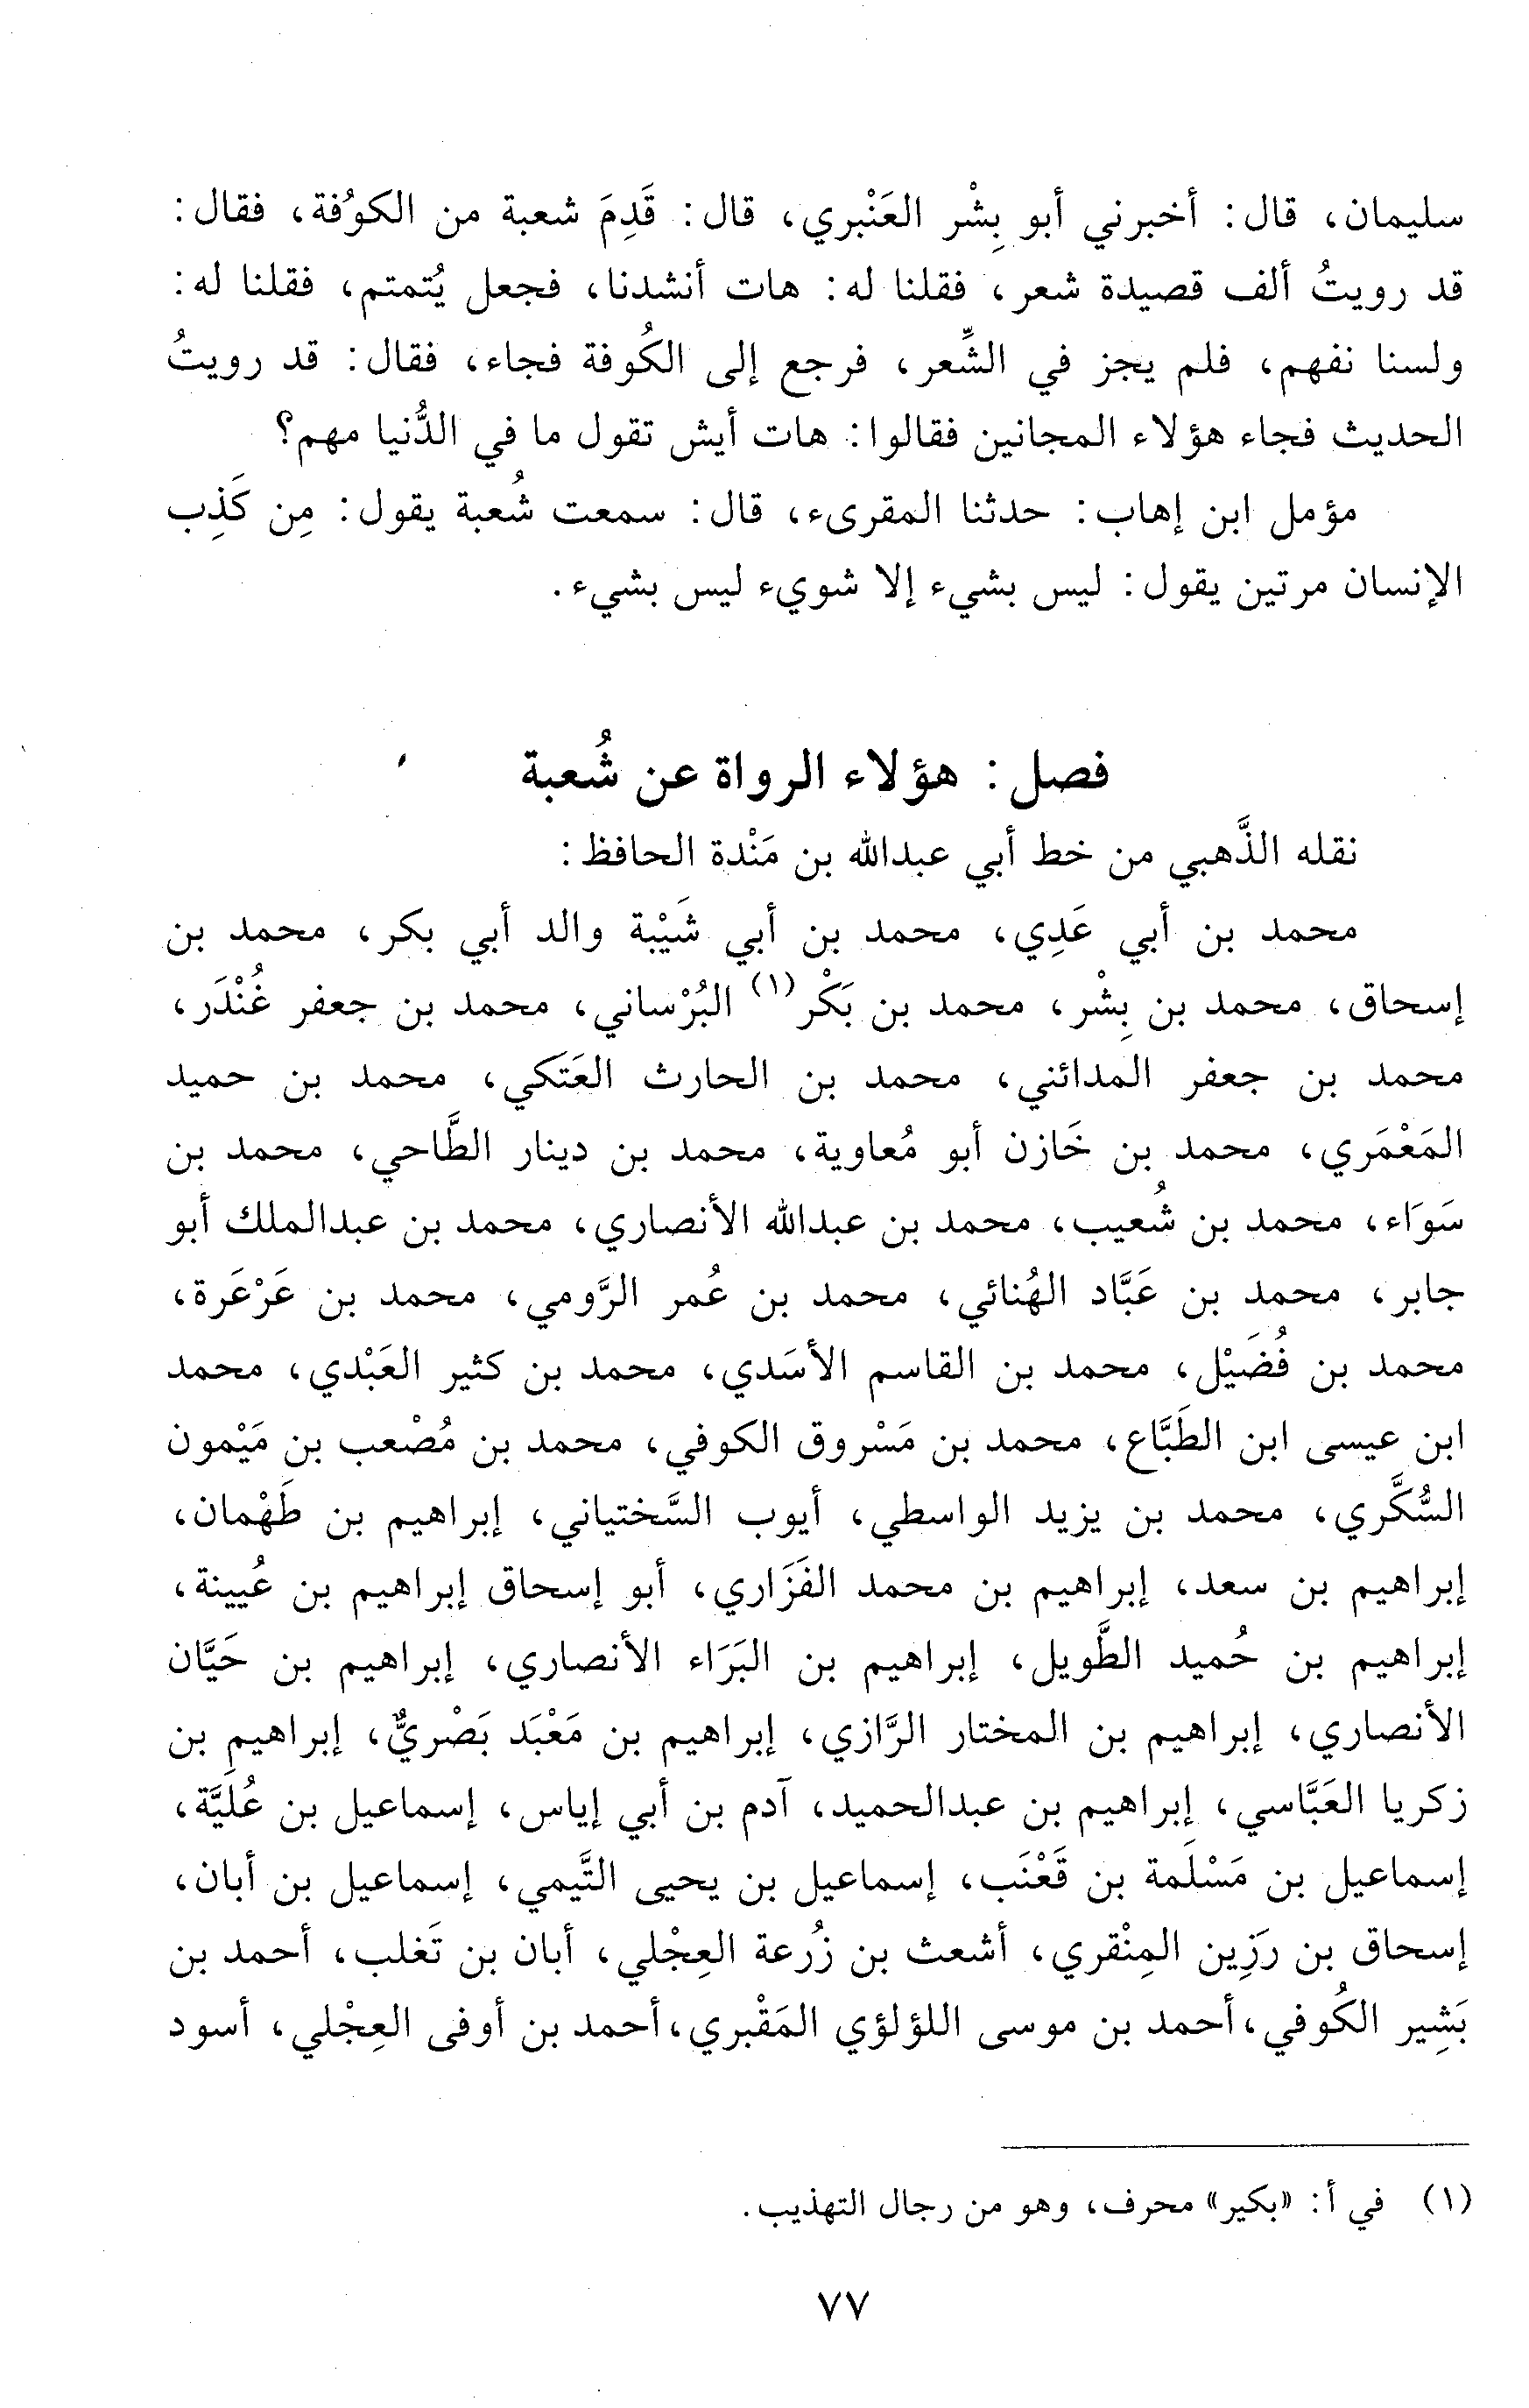 سليمان، قال: أخبرني أبو بِشْر العَنْبري، قال: قَدِمَ شعبة من الكوُفة، فقال:
قد رويتُ ألف قصيدة شعر، فقلنا له: هات أنشدنا، فجعل يُتمتم، فقلنا له:
ولسنا نفهم، فلم يجز في الشِّعر، فرجع إلى الكُوفة فجاء، فقال: قد رويتُ
الحديث فجاء هؤلاء المجانين فقالوا: هات أيش تقول ما في الدُّنيا مهم؟
مؤمل ابن إهاب: حدثنا المقرىء، قال: سمعت شُعبة يقول: مِن كَذِب
الإنسان مرتين يقول: ليس بشيء إلا شويء ليس بشيء.
فصل: هؤلاء الرواة عن شُعبة
نقله الذَّهبي من خط أبي عبدالله بن مَنْدة الحافظ:
محمد بن أبي عَدِي، محمد بن أبي شَيْبة والد أبي بكر، محمد بن
إسحاق، محمد بن بِشْر، محمد بن بَكْر(١) البُرْساني، محمد بن جعفر غُنْدَر،
محمد بن جعفر المدائني، محمد بن الحارث العَتَكي، محمد بن حميد
المَعْمَري، محمد بن خَازن أبو مُعاوية، محمد بن دينار الطَّاحي، محمد بن
سَوَاء، محمد بن شُعيب، محمد بن عبدالله الأنصاري، محمد بن عبدالملك أبو
جابر، محمد بن عَبَّاد الهُنائي، محمد بن عُمر الرَّومي، محمد بن عَرْعَرة،
محمد بن فُضَيْل، محمد بن القاسم الأسَدي، محمد بن كثير العَبْدي، محمد
ابن عيسى ابن الطَبَّاع، محمد بن مَسْروق الكوفي، محمد بن مُصْعب بن مَيْمون
السُّكَّري، محمد بن يزيد الواسطي، أيوب السَّختياني، إبراهيم بن طَهْمان،
إبراهيم بن سعد، إبراهيم بن محمد الفَزَاري، أبو إسحاق إبراهيم بن عُيينة،
إبراهيم بن حُميد الطَّويل، إبراهيم بن البَرَاء الأنصاري، إبراهيم بن حَيَّان
الأنصاري، إبراهيم بن المختار الرَّازي، إبراهيم بن مَعْبَد بَصْريٌّ، إبراهيم بن
زكريا العَبَّاسي، إبراهيم بن عبدالحميد، آدم بن أبي إياس، إسماعيل بن عُلَيَّة،
إسماعيل بن مَسْلَمة بن قَعْنَب، إسماعيل بن يحيى التَّيمي، إسماعيل بن أبان،
إسحاق بن رَزِين المِنْقري، أشعث بن زُرعة العِجْلي، أبان بن تَغلب، أحمد بن
بَشِير الكُوفي، أحمد بن موسى اللؤلؤي المَقْبري، أحمد بن أوفى العِجْلي، أسود
(١) في أ: «بكير» محرف، وهو من رجال التهذيب.
٧٧